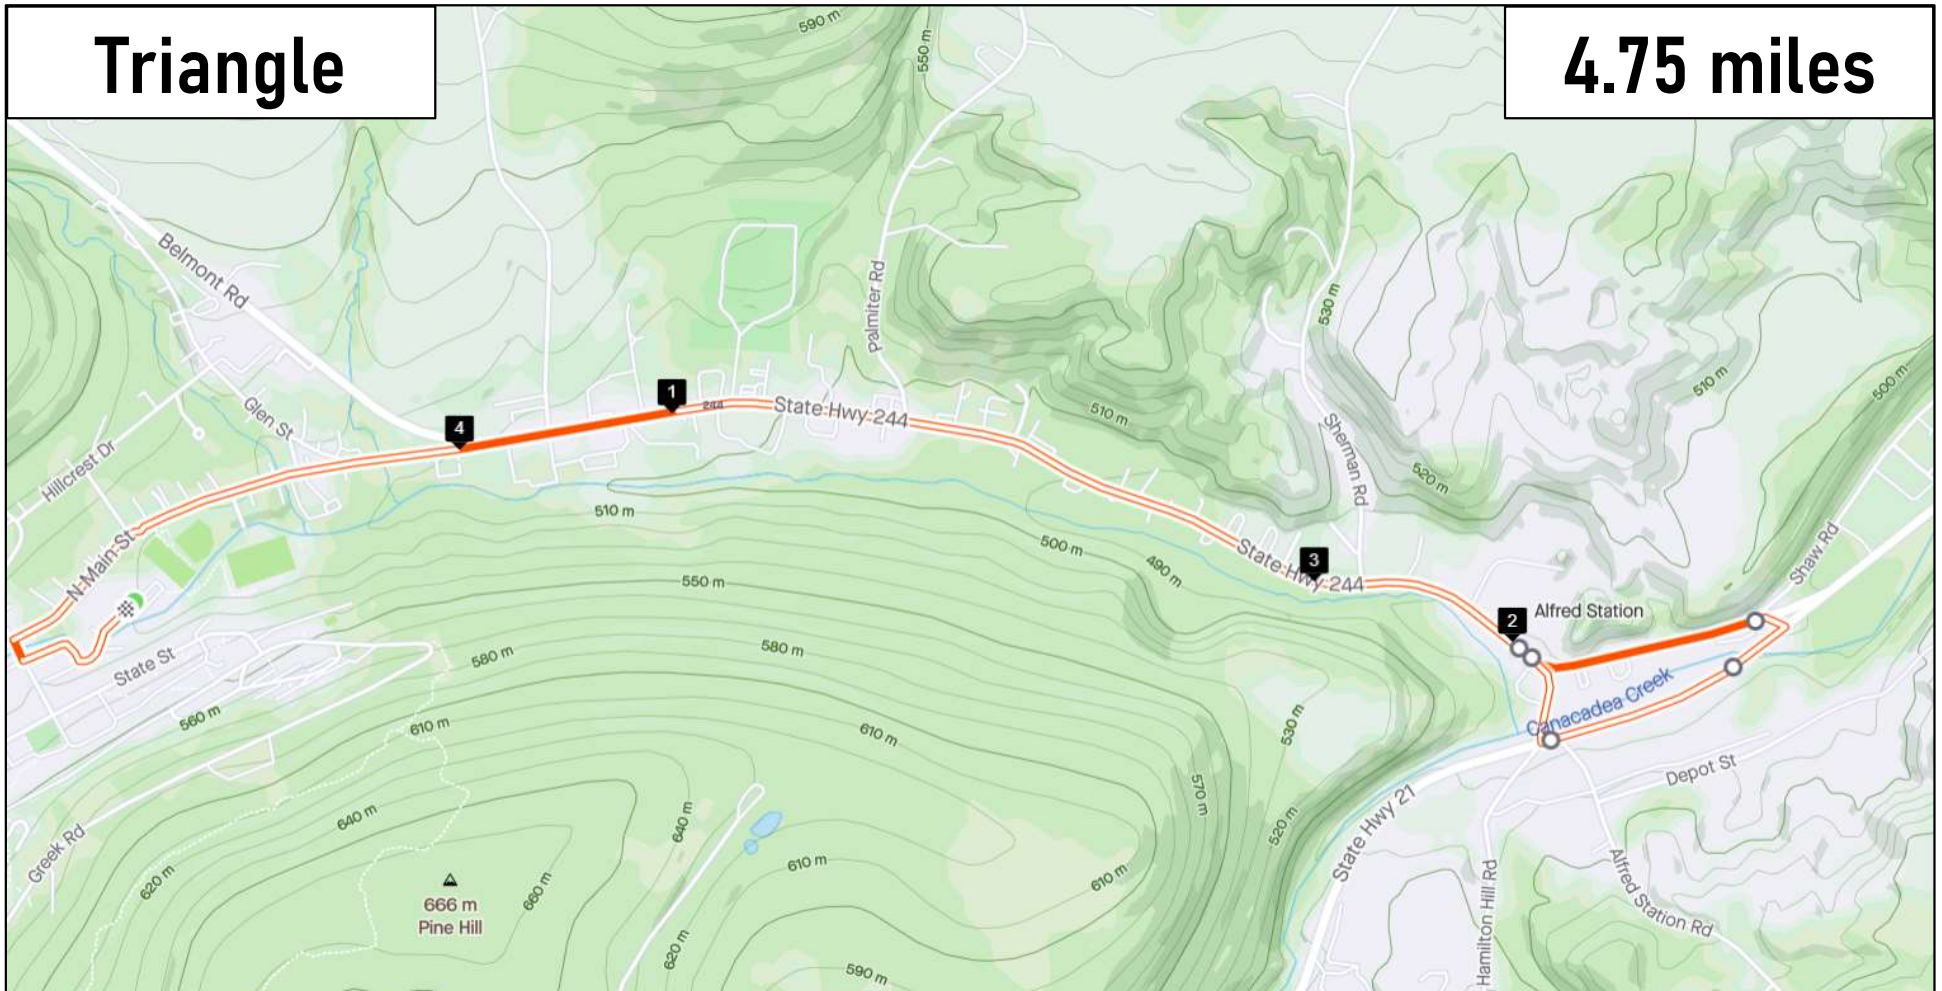 Triangle
4.75 miles
590 m
550 m
Belmont Rd
Palmiter Rd
530 m
510 m
500 m
1
244
State Hwy 244
4
Glen St
Hillcrest Dr
510 m
Sherman Rd
520 m
510 m
500 m
490 m
N Main St
550 m
State Hwy 244
3
Shaw Rd
2
Alfred Station
State St
580 m
580 m
560 m
610 m
610 m
530 m
Canacadea Creek
Depot St
640 m
640 m
570 m
520 m
State Hwy 21
Greek Rd
620 m
666 m
Pine Hill
660 m
610 m
610 m
Hamilton Hill Rd
Alfred Station Rd
620 m
590 m